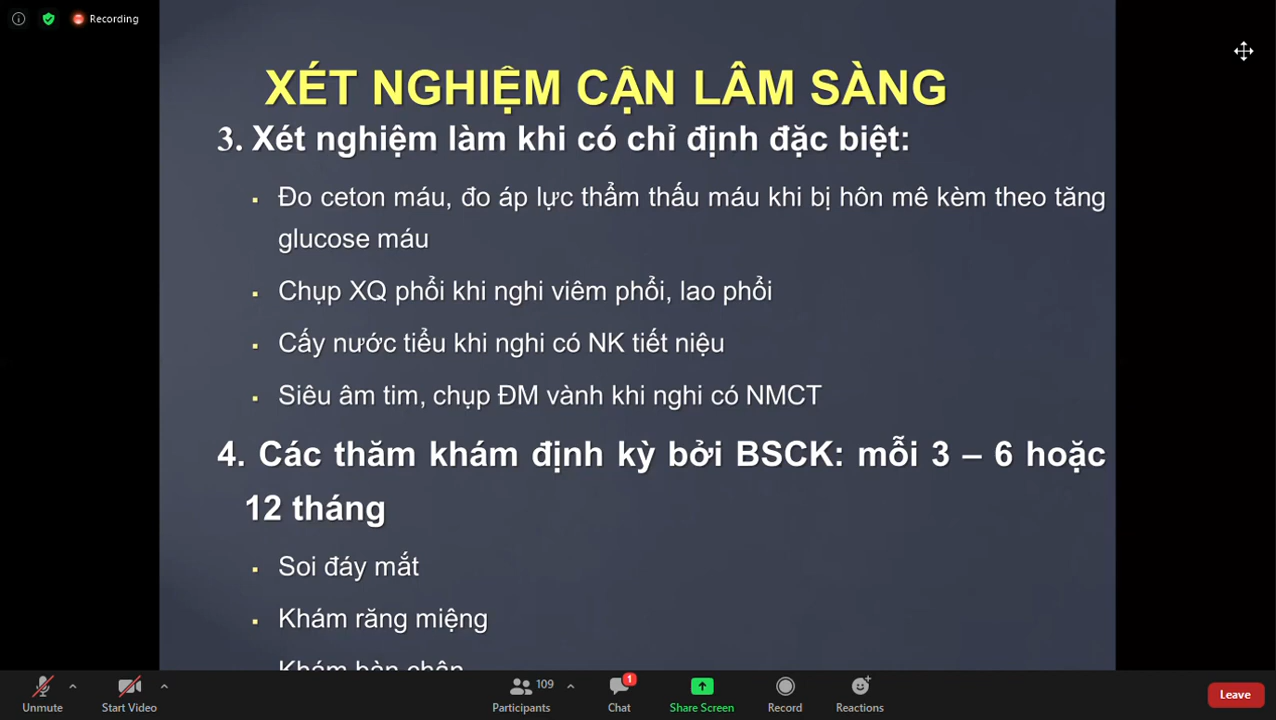 Recording
XÉT NGHIỆM CẬN LÂM SÀNG
3. Xét nghiệm làm khi có chỉ định đặc biệt:
▪ Đo ceton máu, đo áp lực thẩm thấu máu khi bị hôn mê kèm theo tăng
glucose máu
▪ Chụp XQ phổi khi nghi viêm phổi, lao phổi
▪ Cấy nước tiểu khi nghi có NK tiết niệu
▪ Siêu âm tim, chụp ĐM vành khi nghi có NMCT
4. Các thăm khám định kỳ bởi BSCK: mỗi 3 – 6 hoặc
12 tháng
▪ Soi đáy mắt
▪ Khám răng miệng
Khám bàn chân
109
1
Unmute
Start Video
Participants
Chat
Share Screen
Record
Reactions
Leave